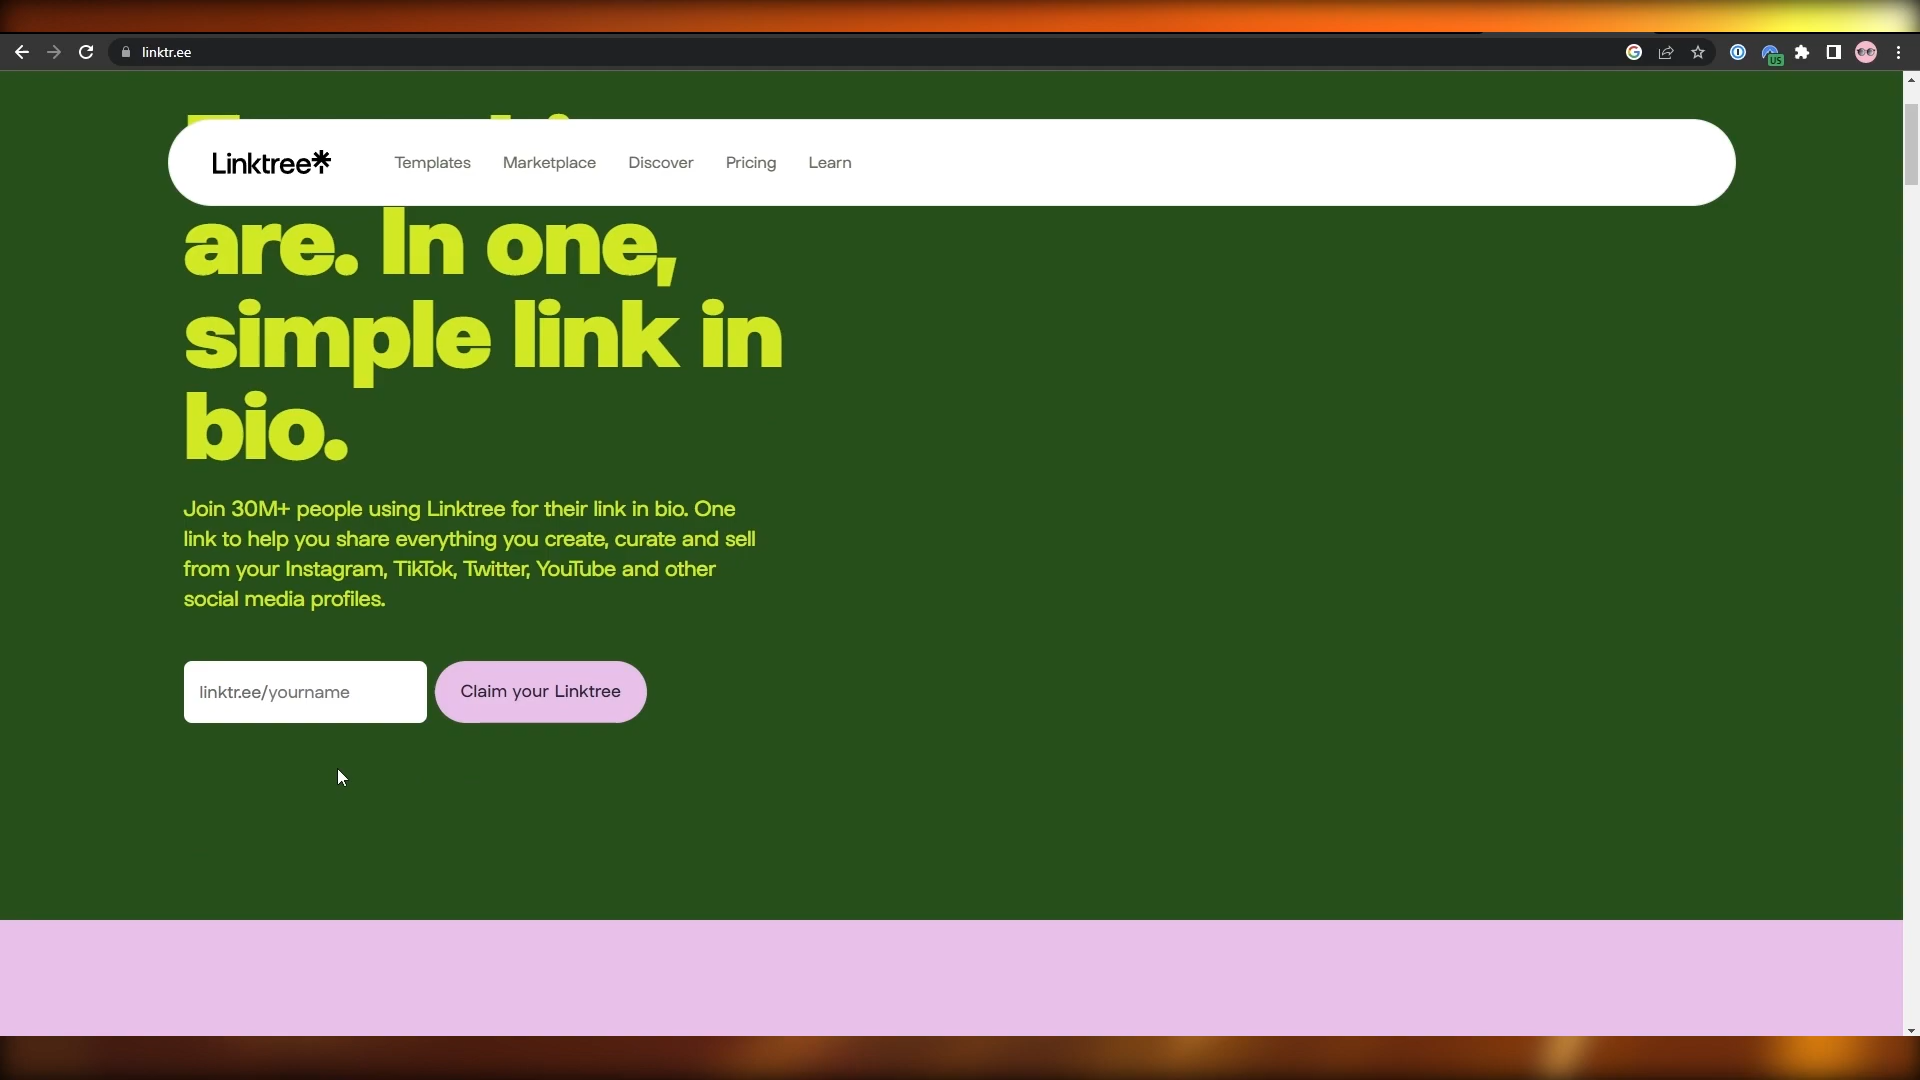 linktr.ee
US
Linktree
Templates
Marketplace
Discover
Pricing
Learn
are. In one,
simple link in
bio.
Join 30M+ people using Linktree for their link in bio. One
link to help you share everything you create, curate and sell
from your Instagram, TikTok, Twitter, YouTube and other
social media profiles.
linktr.ee/yourname
Claim your Linktree